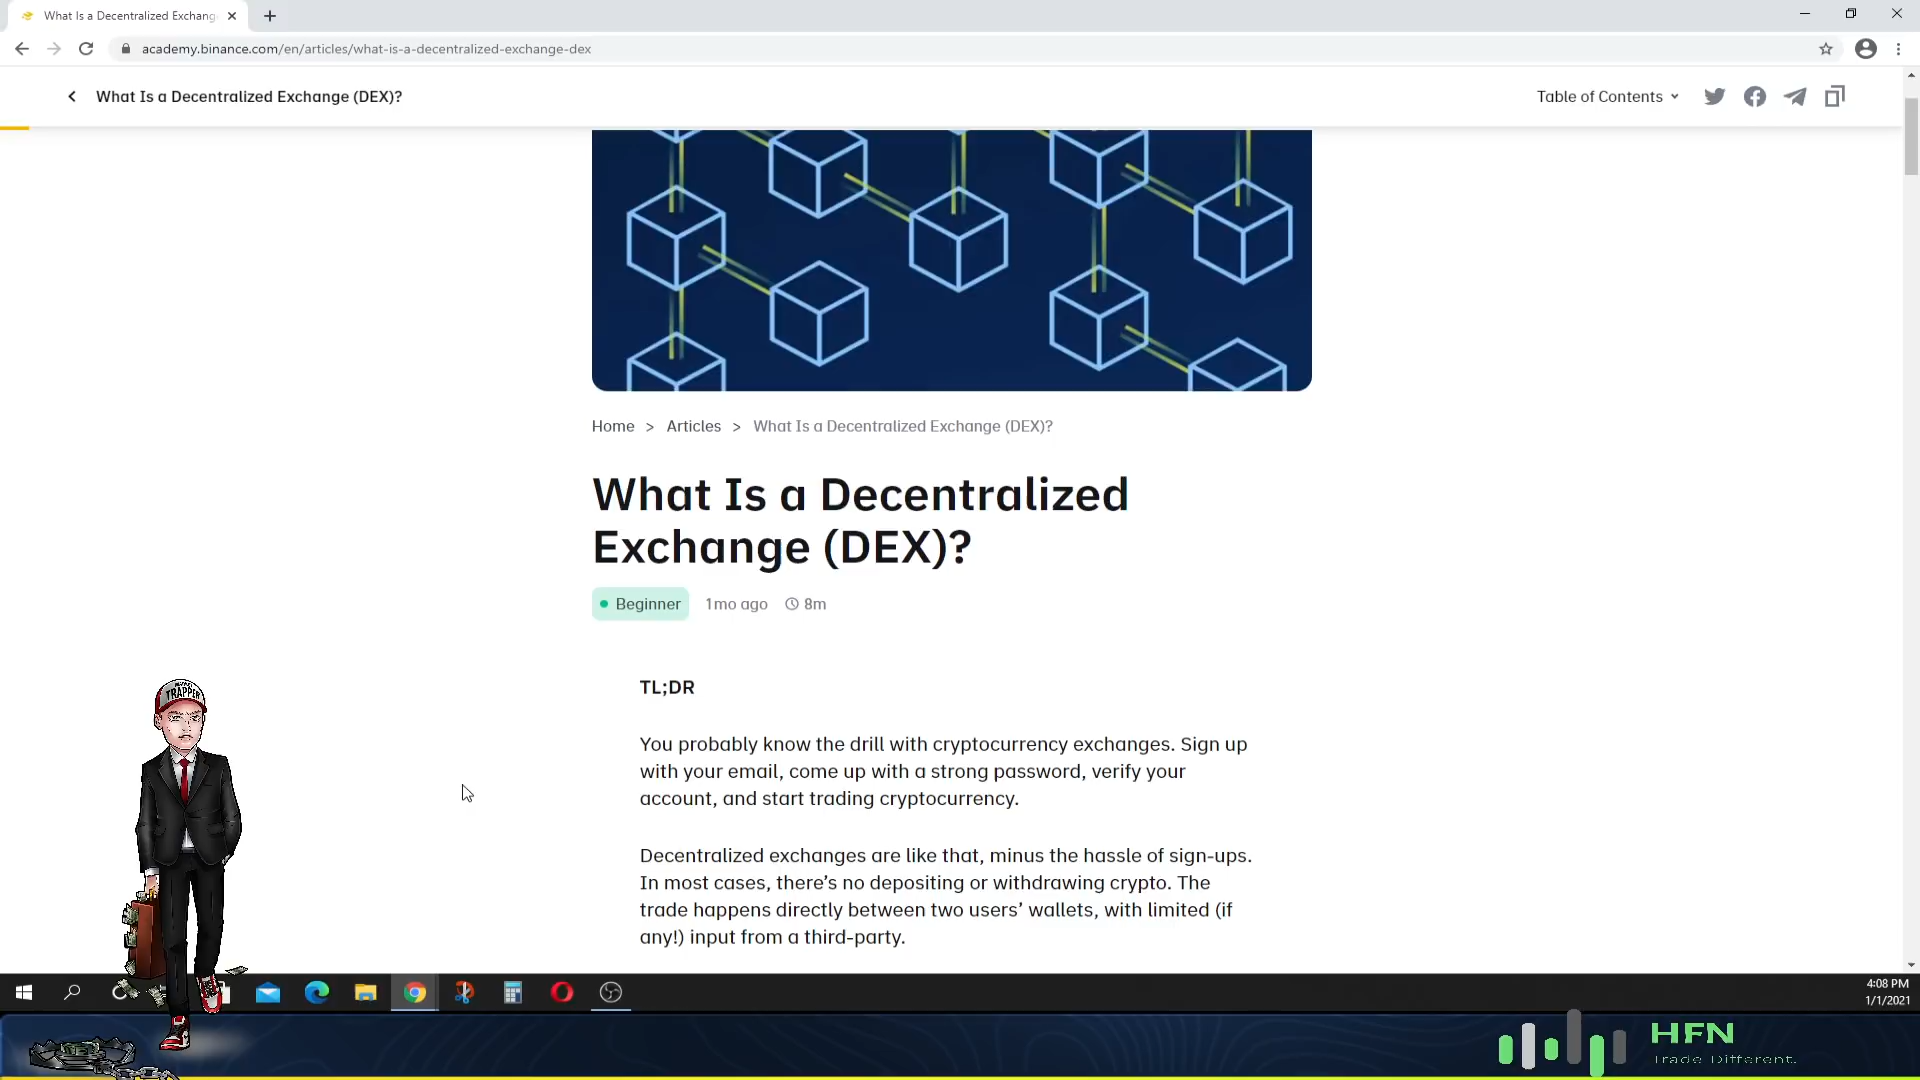 What Is a Decentralized Exchang
academy.binance.com/en/articles/what-is-a-decentralized-exchange-dex
What Is a Decentralized Exchange (DEX)?
Table of Contents
Home > Articles > What Is a Decentralized Exchange (DEX)?
What Is a Decentralized
Exchange (DEX)?
Beginner 1mo ago 8m
TL;DR
You probably know the drill with cryptocurrency exchanges. Sign up
with your email, come up with a strong password, verify your
account, and start trading cryptocurrency.
Decentralized exchanges are like that, minus the hassle of sign-ups.
In most cases, there’s no depositing or withdrawing crypto. The
trade happens directly between two users’ wallets, with limited (if
any!) input from a third-party.
TRAPPER
4:08 PM
1/1/2021
HFN
Trade Different.